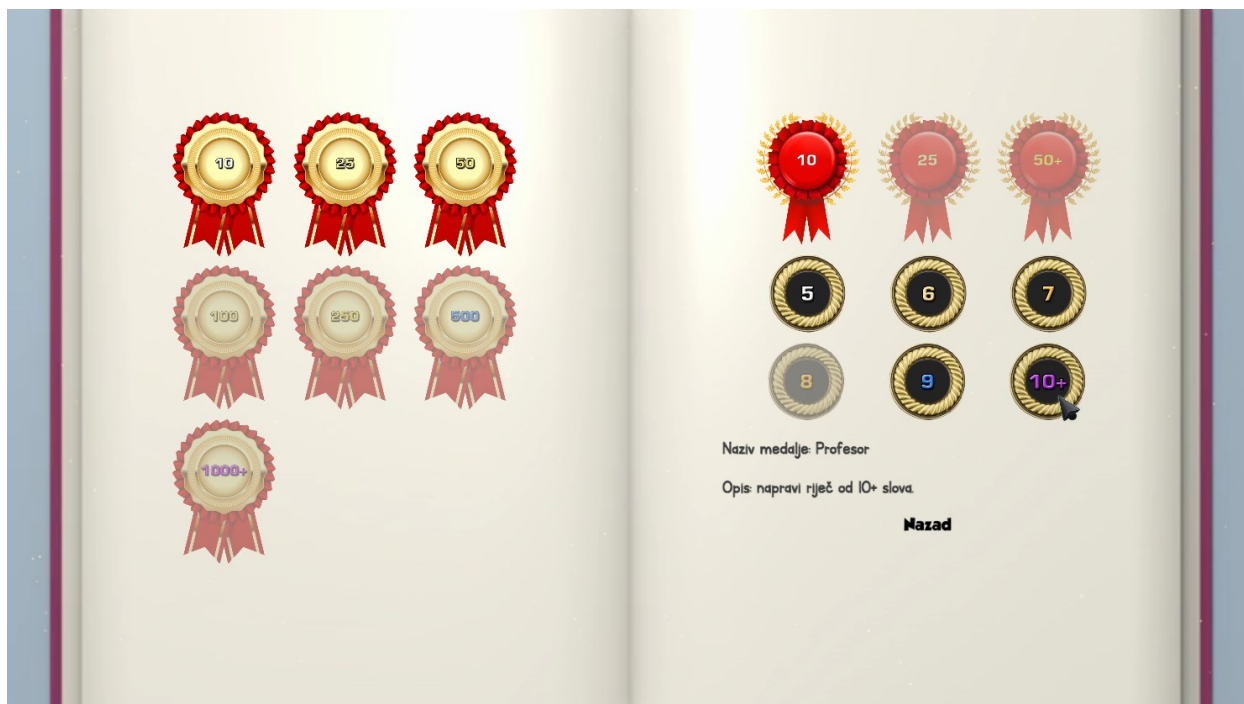 10 25 50
100 250 500
1000+
10 25 50+
5 6 7
8 9 10+
Naziv medalje: Profesor
Opis: napravi riječ od 10+ slova.
Nazad